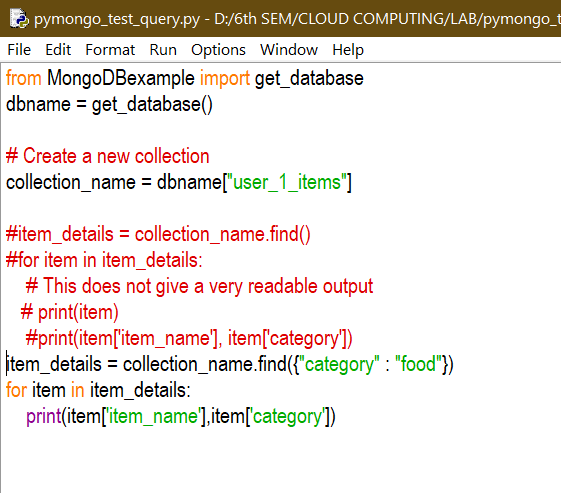 pymongo_test_query.py - D:/6th SEM/CLOUD COMPUTING/LAB/pymongo_t
File Edit Format Run Options Window Help
from MongoDBexample import get_database
dbname = get_database()
# Create a new collection
collection_name = dbname["user_1_items"]
#item_details = collection_name.find()
#for item in item_details:
# This does not give a very readable output
# print(item)
#print(item['item_name'], item['category'])
item_details = collection_name.find({"category" : "food"})
for item in item_details:
print(item['item_name'],item['category'])